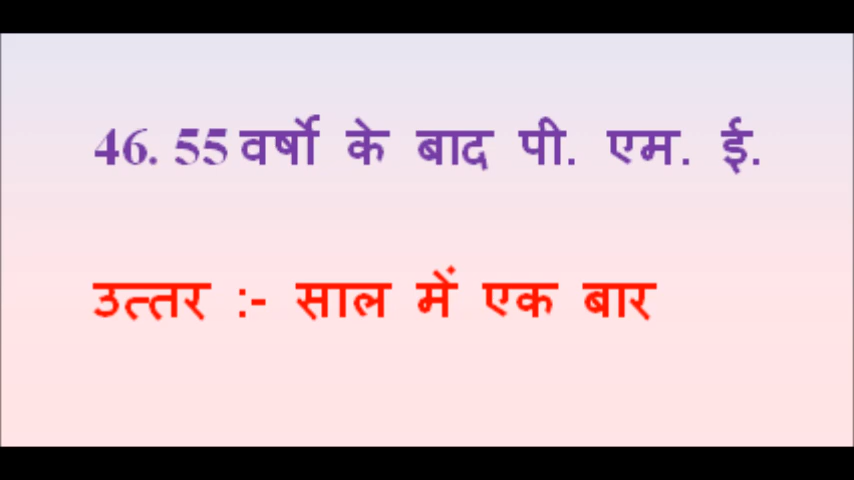 46. 55 वर्षो के बाद पी. एम. ई.
उत्तर :- साल में एक बार